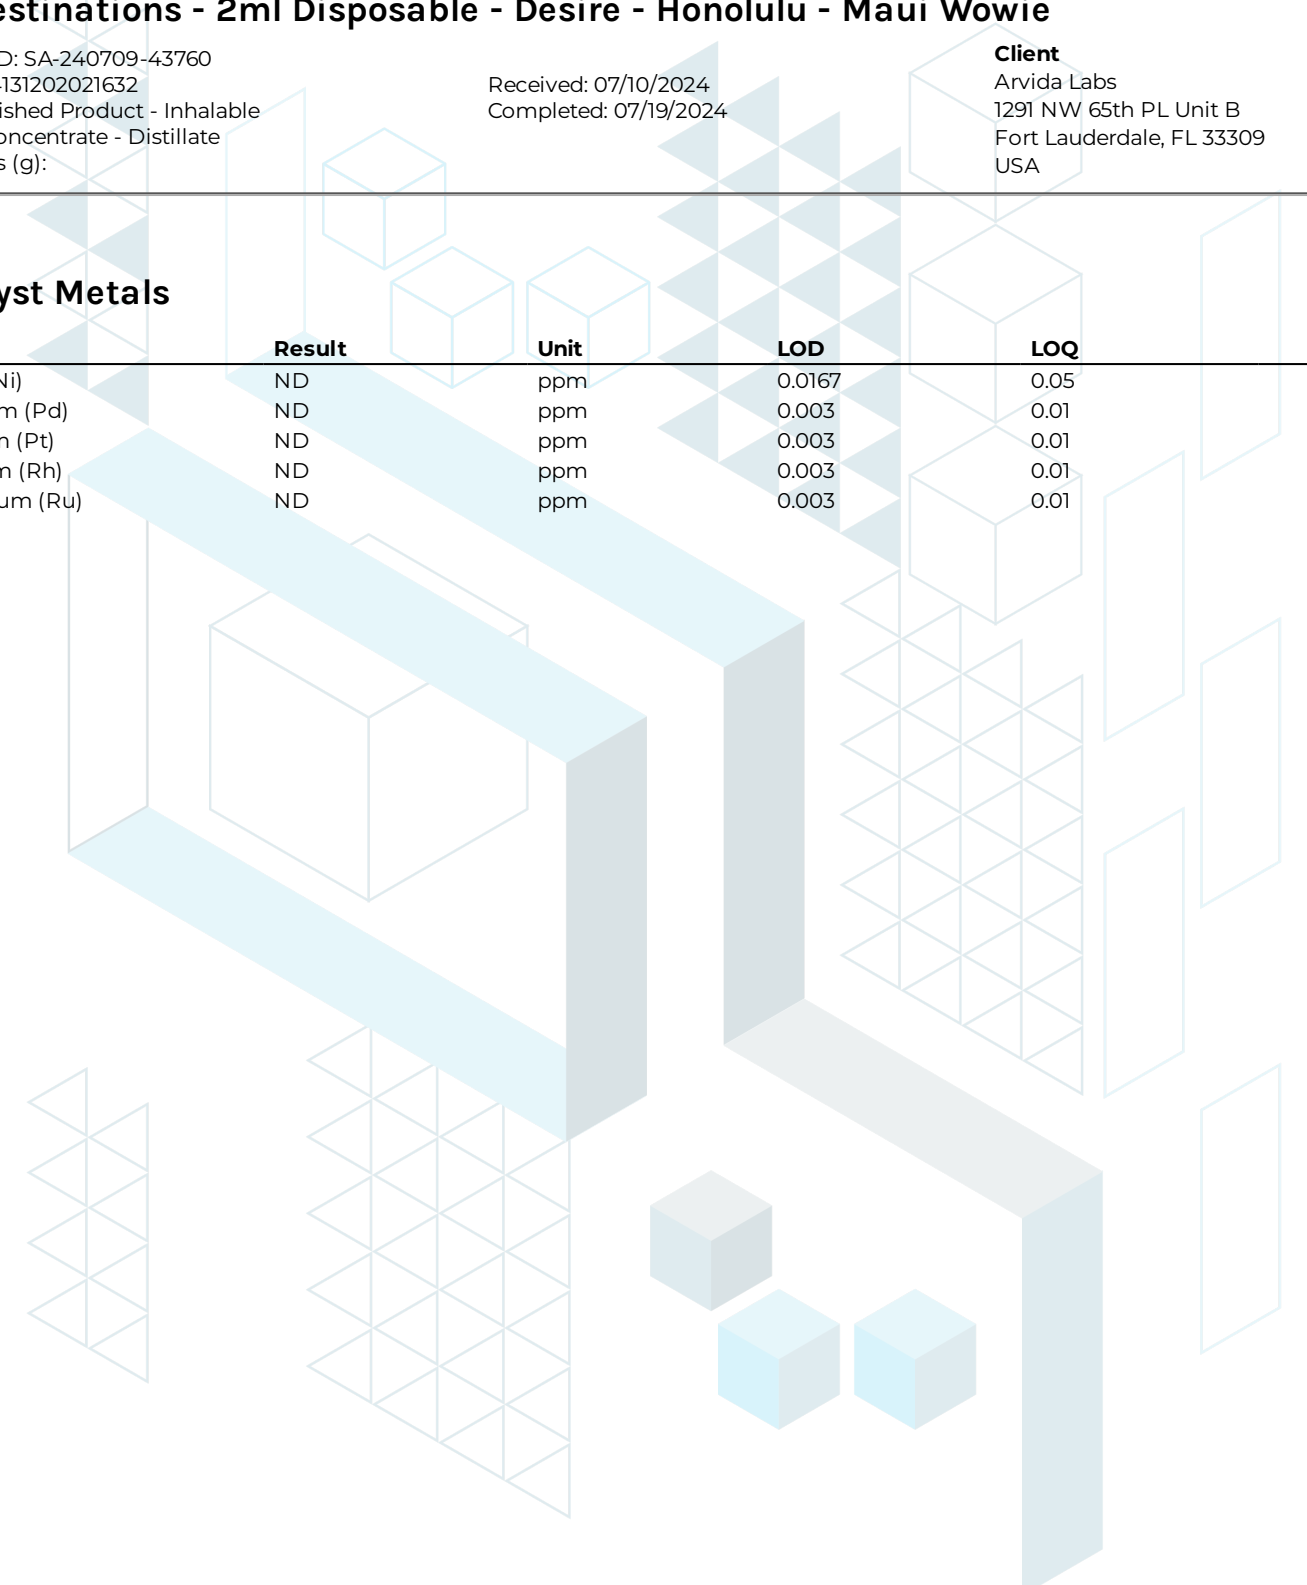 estinations - 2ml Disposable - Desire - Honolulu - Maui Wowie
D: SA-240709-43760
131202021632
ished Product - Inhalable
oncentrate - Distillate
s (g):
Received: 07/10/2024
Completed: 07/19/2024
Client
Arvida Labs
1291 NW 65th PL Unit B
Fort Lauderdale, FL 33309
USA
yst Metals
Result Unit LOD LOQ
Ni) ND ppm 0.0167 0.05
m (Pd) ND ppm 0.003 0.01
n (Pt) ND ppm 0.003 0.01
m (Rh) ND ppm 0.003 0.01
um (Ru) ND ppm 0.003 0.01